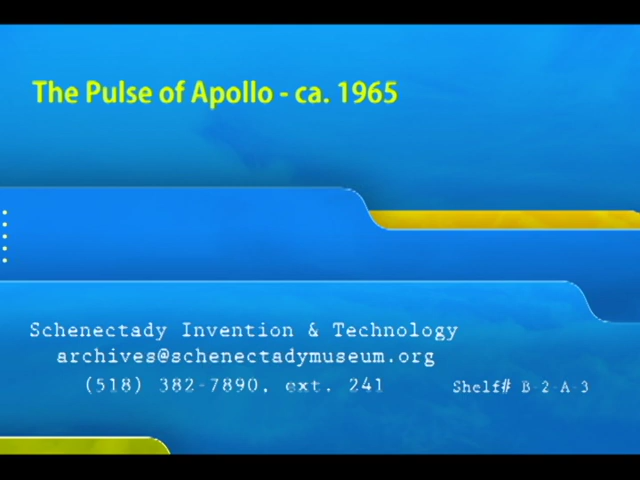 The Pulse of Apollo - ca. 1965
Schenectady Invention & Technology
archives@schenectadymuseum.org
(518) 382-7890, ext. 241
Shelf# B-2-A-3